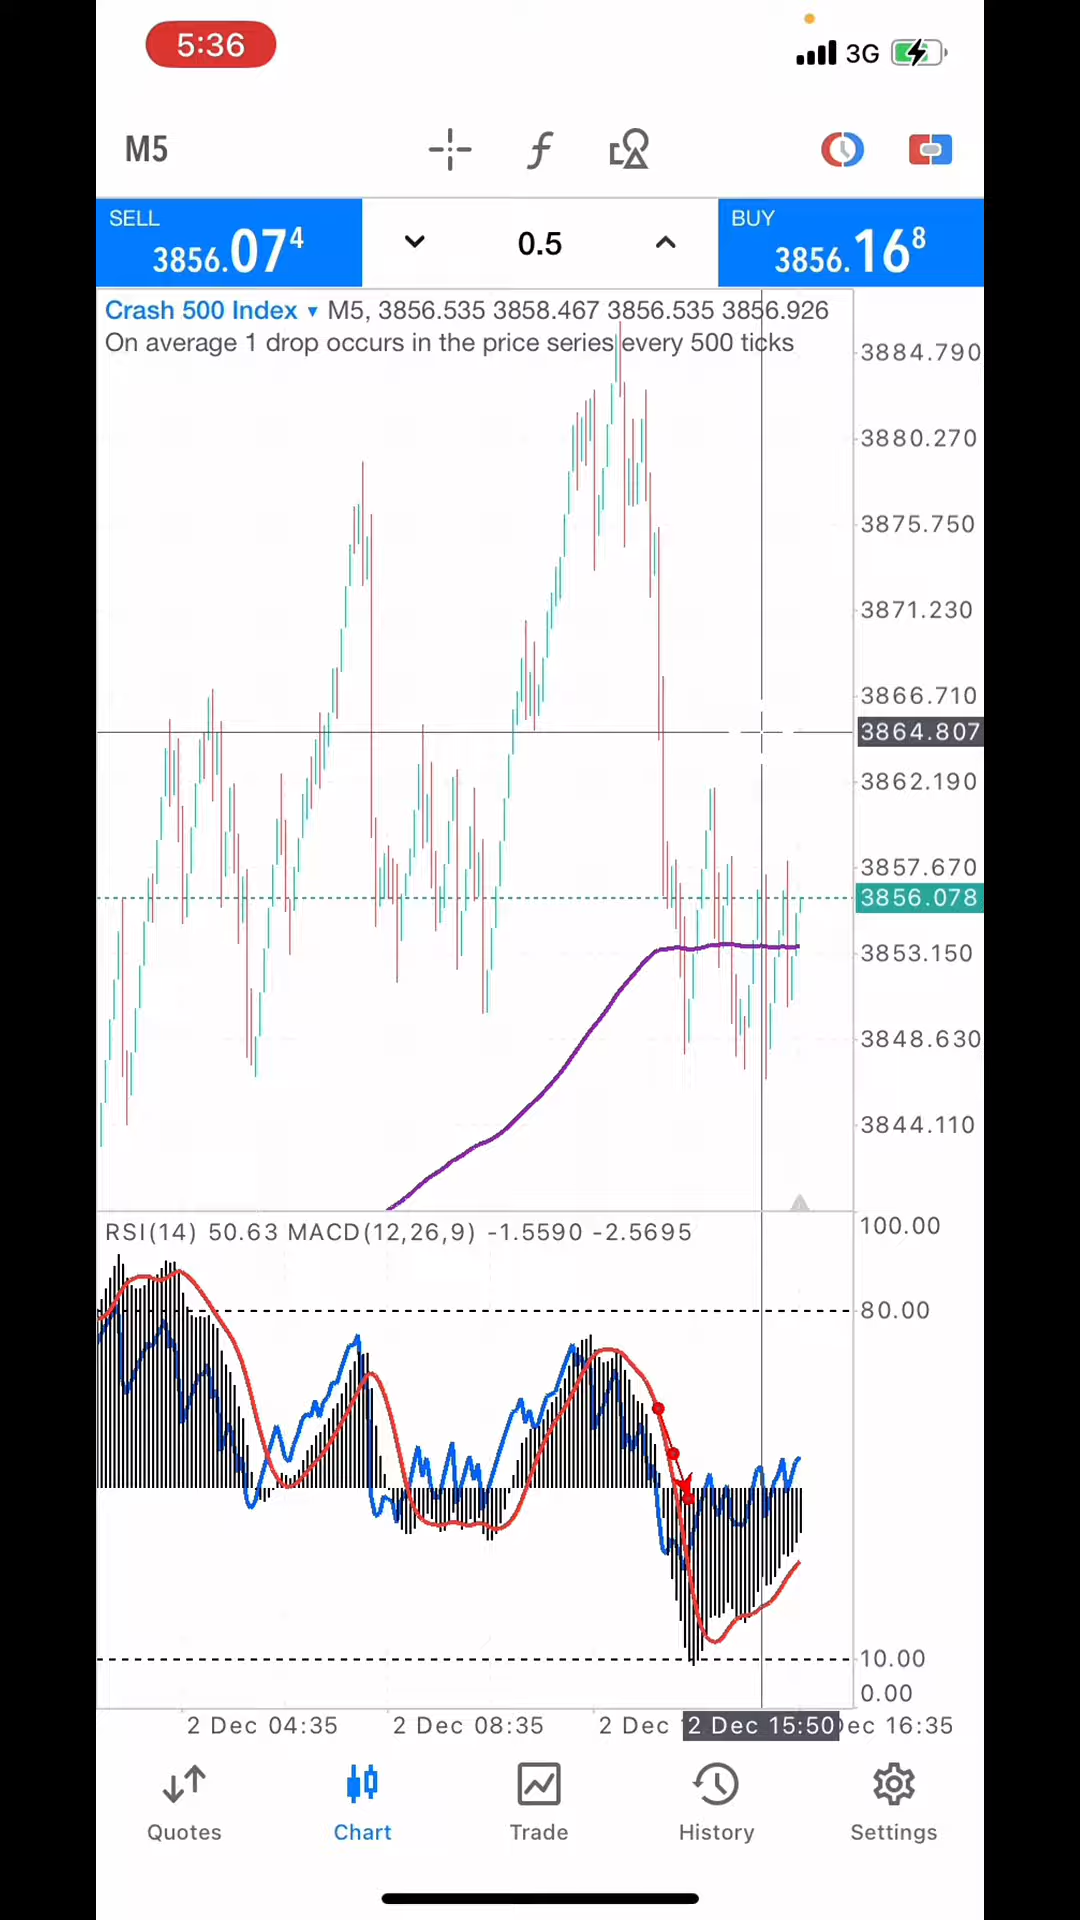 5:36
3G
M5
SELL
3856.07⁴
0.5
BUY
3856.16⁸
Crash 500 Index ▾ M5, 3856.535 3858.467 3856.535 3856.926
On average 1 drop occurs in the price series every 500 ticks
3884.790
3880.270
3875.750
3871.230
3866.710
3864.807
3862.190
3857.670
3856.078
3853.150
3848.630
3844.110
RSI(14) 50.63 MACD(12,26,9) -1.5590 -2.5695
100.00
80.00
10.00
0.00
2 Dec 04:35
2 Dec 08:35
2 Dec
2 Dec 15:50
ec 16:35
Quotes
Chart
Trade
History
Settings